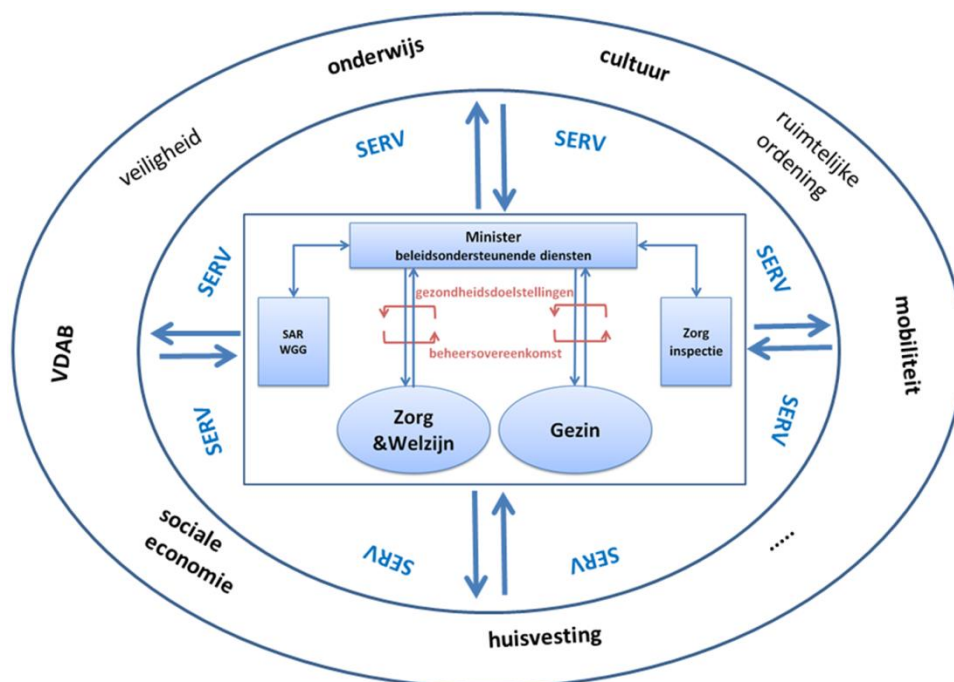 onderwijs
cultuur
veiligheid
ruimtelijke
ordening
SERV
SERV
SERV
SERV
Minister
beleidsondersteunende diensten
gezondheidsdoelstellingen
SAR
WGG
Zorg
inspectie
beheersovereenkomst
VDAB
mobiliteit
Zorg
&Welzijn
Gezin
SERV
SERV
sociale
economie
SERV
SERV
.....
huisvesting